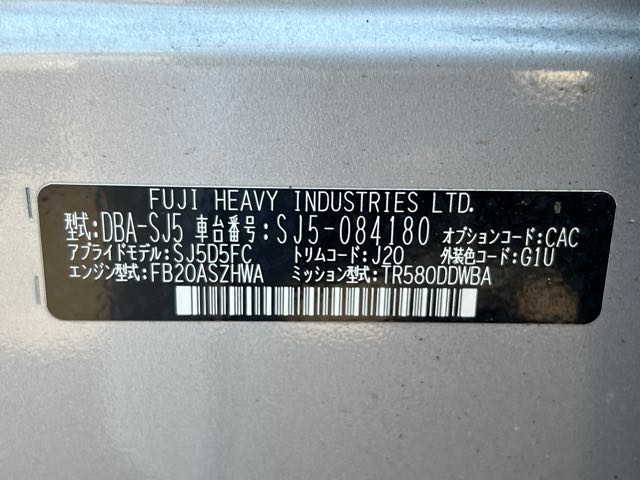 FUJI HEAVY INDUSTRIES LTD.
型式:DBA-SJ5 車台番号:SJ5-084180 オプションコード:CAC
アプライドモデル:SJ5D5FC トリムコード:J20 外装色コード:G1U
エンジン型式:FB20ASZHWA ミッション型式:TR580DDWBA